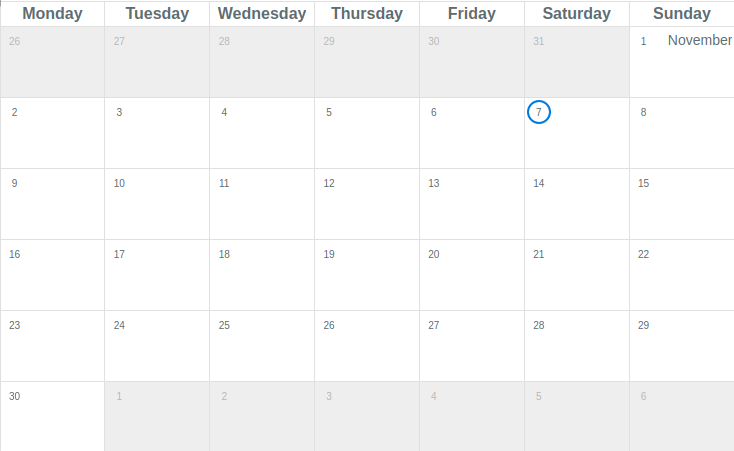 Monday Tuesday Wednesday Thursday Friday Saturday Sunday
26 27 28 29 30 31 1 November
2 3 4 5 6 7 8
9 10 11 12 13 14 15
16 17 18 19 20 21 22
23 24 25 26 27 28 29
30 1 2 3 4 5 6